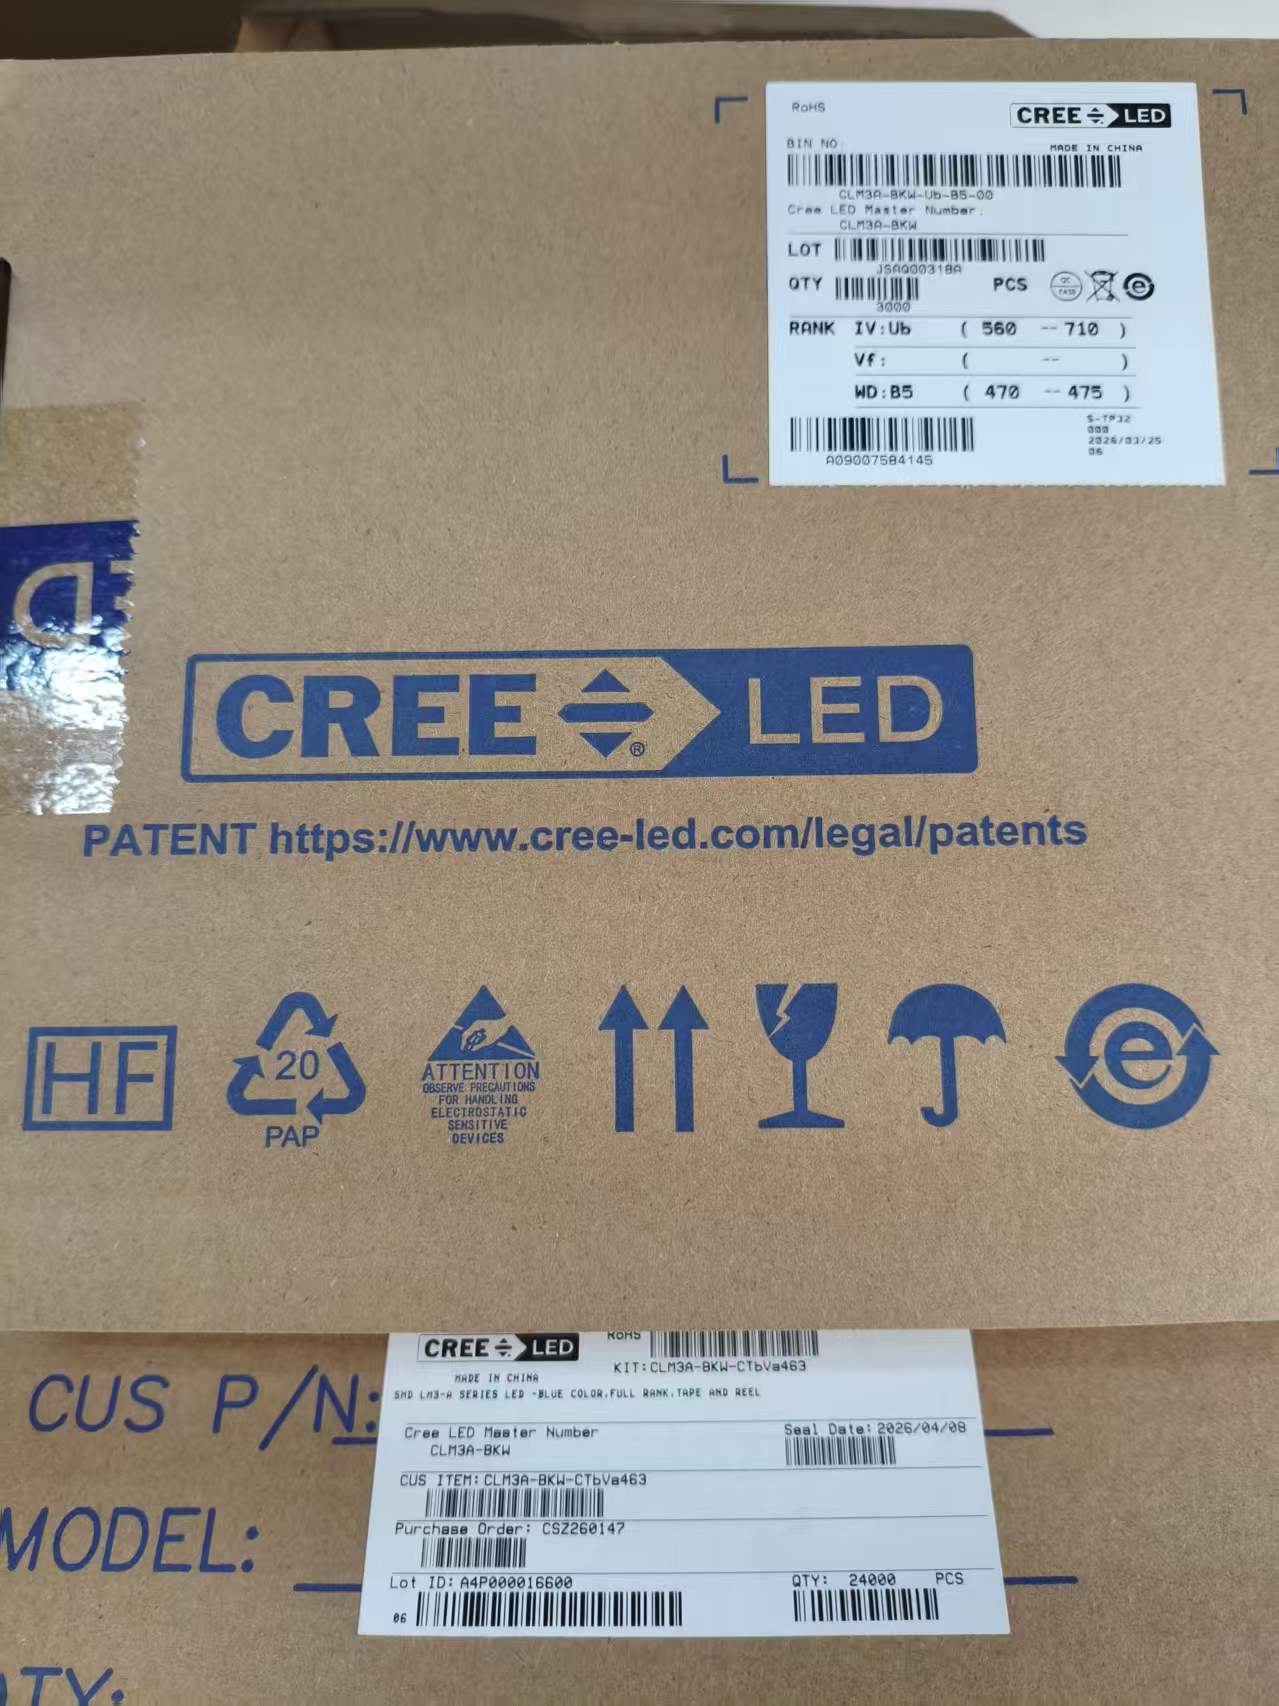 RoHS
CREE LED
BIN NO:
MADE IN CHINA
CLM3A-BKW-Ub-B5-00
Cree LED Master Number:
CLM3A-BKW
LOT
JSAQ00318A
QTY
PCS
QC
PASS
e
3000
RANK IV:Ub ( 560 -- 710 )
Vf: ( -- )
WD:B5 ( 470 -- 475 )
S-TP32
000
2026/03/25
06
A09007584145
CREE ® LED
PATENT https://www.cree-led.com/legal/patents
HF
20
PAP
ATTENTION
OBSERVE PRECAUTIONS
FOR HANDLING
ELECTROSTATIC
SENSITIVE
DEVICES
e
CREE LED
RoHS
KIT:CLM3A-BKW-CTbVa463
MADE IN CHINA
SMD LM3-A SERIES LED -BLUE COLOR,FULL RANK,TAPE AND REEL
CUS P/N:
Cree LED Master Number
CLM3A-BKW
Seal Date: 2026/04/08
CUS ITEM: CLM3A-BKW-CTbVa463
Purchase Order: CSZ260147
MODEL:
Lot ID: A4P000016600
QTY: 24000 PCS
06
QTY: